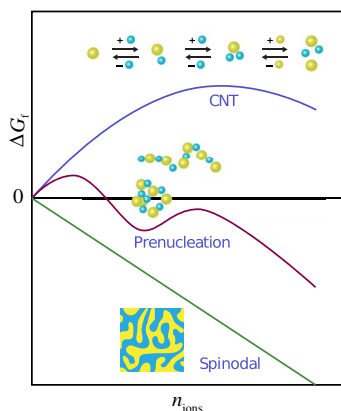 + + +
− − −
CNT
ΔG_f
0
Prenucleation
Spinodal
n_ions